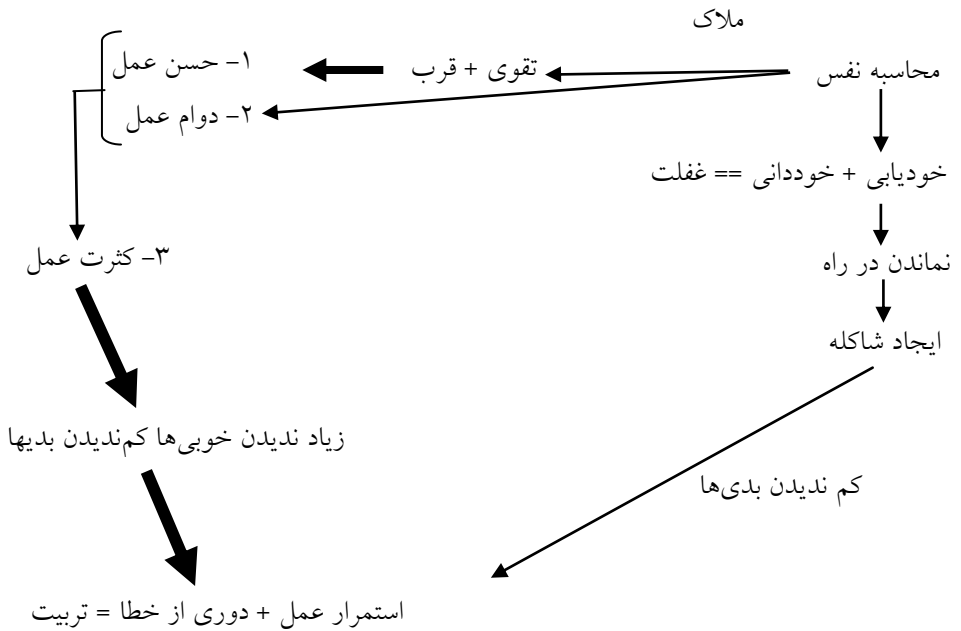 ملاک
محاسبه نفس
تقوی + قرب
۱- حسن عمل
۲- دوام عمل
خودیابی + خوددانی == غفلت
نماندن در راه
۳- کثرت عمل
ایجاد شاکله
زیاد ندیدن خوبی‌ها کم‌ندیدن بدیها
کم ندیدن بدی‌ها
استمرار عمل + دوری از خطا = تربیت